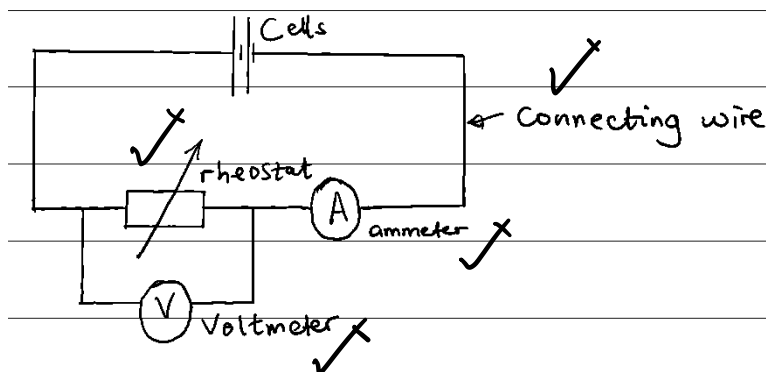 Cells
Connecting wire
rheostat
A
ammeter
V
Voltmeter